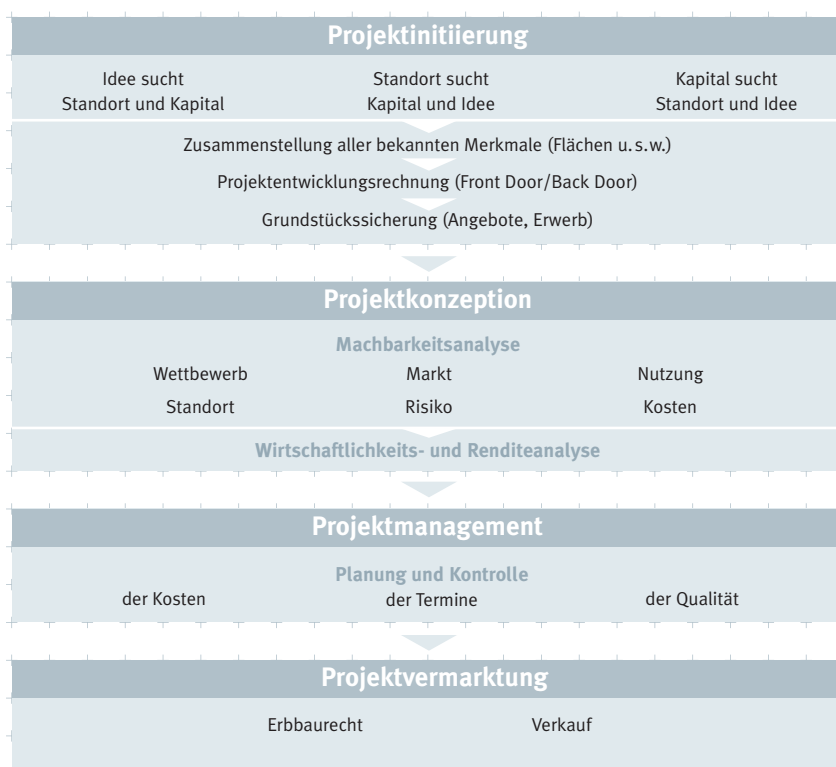 Projektinitiierung
Idee sucht Standort sucht Kapital sucht
Standort und Kapital Kapital und Idee Standort und Idee
Zusammenstellung aller bekannten Merkmale (Flächen u.s.w.)
Projektentwicklungsrechnung (Front Door/Back Door)
Grundstückssicherung (Angebote, Erwerb)
Projektkonzeption
Machbarkeitsanalyse
Wettbewerb Markt Nutzung
Standort Risiko Kosten
Wirtschaftlichkeits- und Renditeanalyse
Projektmanagement
Planung und Kontrolle
der Kosten der Termine der Qualität
Projektvermarktung
Erbbaurecht Verkauf